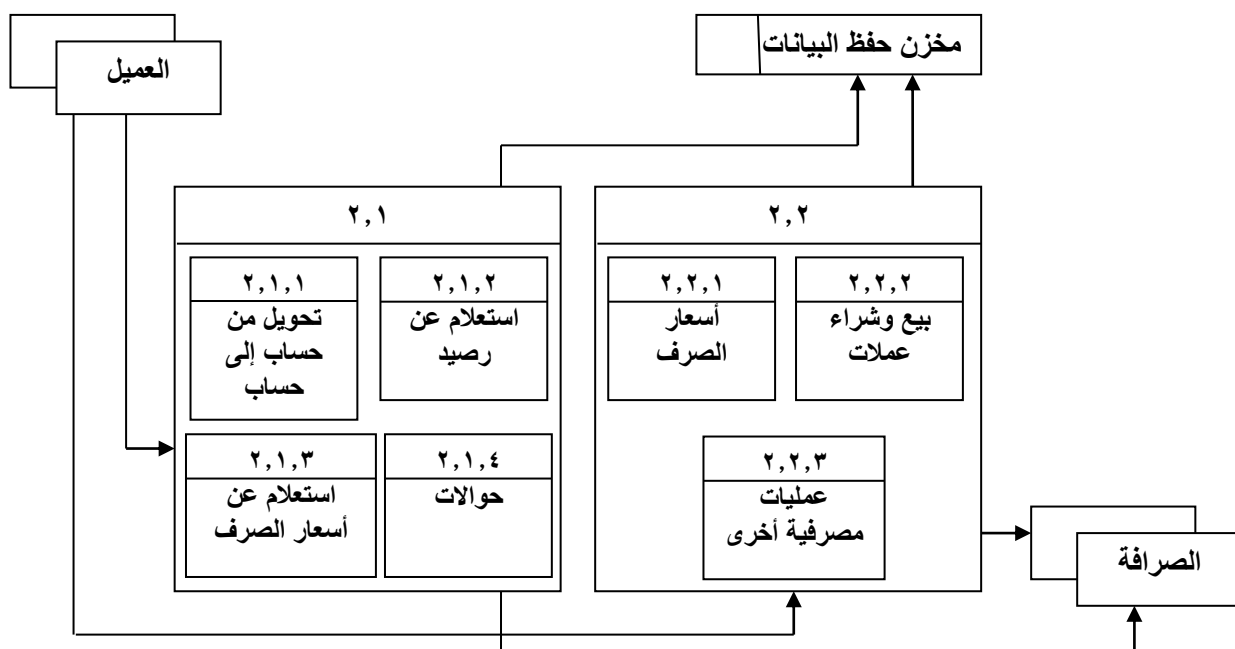 العميل
مخزن حفظ البيانات
٢,١
٢,١,١
تحويل من
حساب إلى
حساب
٢,١,٢
استعلام عن
رصيد
٢,١,٣
استعلام عن
أسعار الصرف
٢,١,٤
حوالات
٢,٢
٢,٢,١
أسعار
الصرف
٢,٢,٢
بيع وشراء
عملات
٢,٢,٣
عمليات
مصرفية أخرى
الصرافة